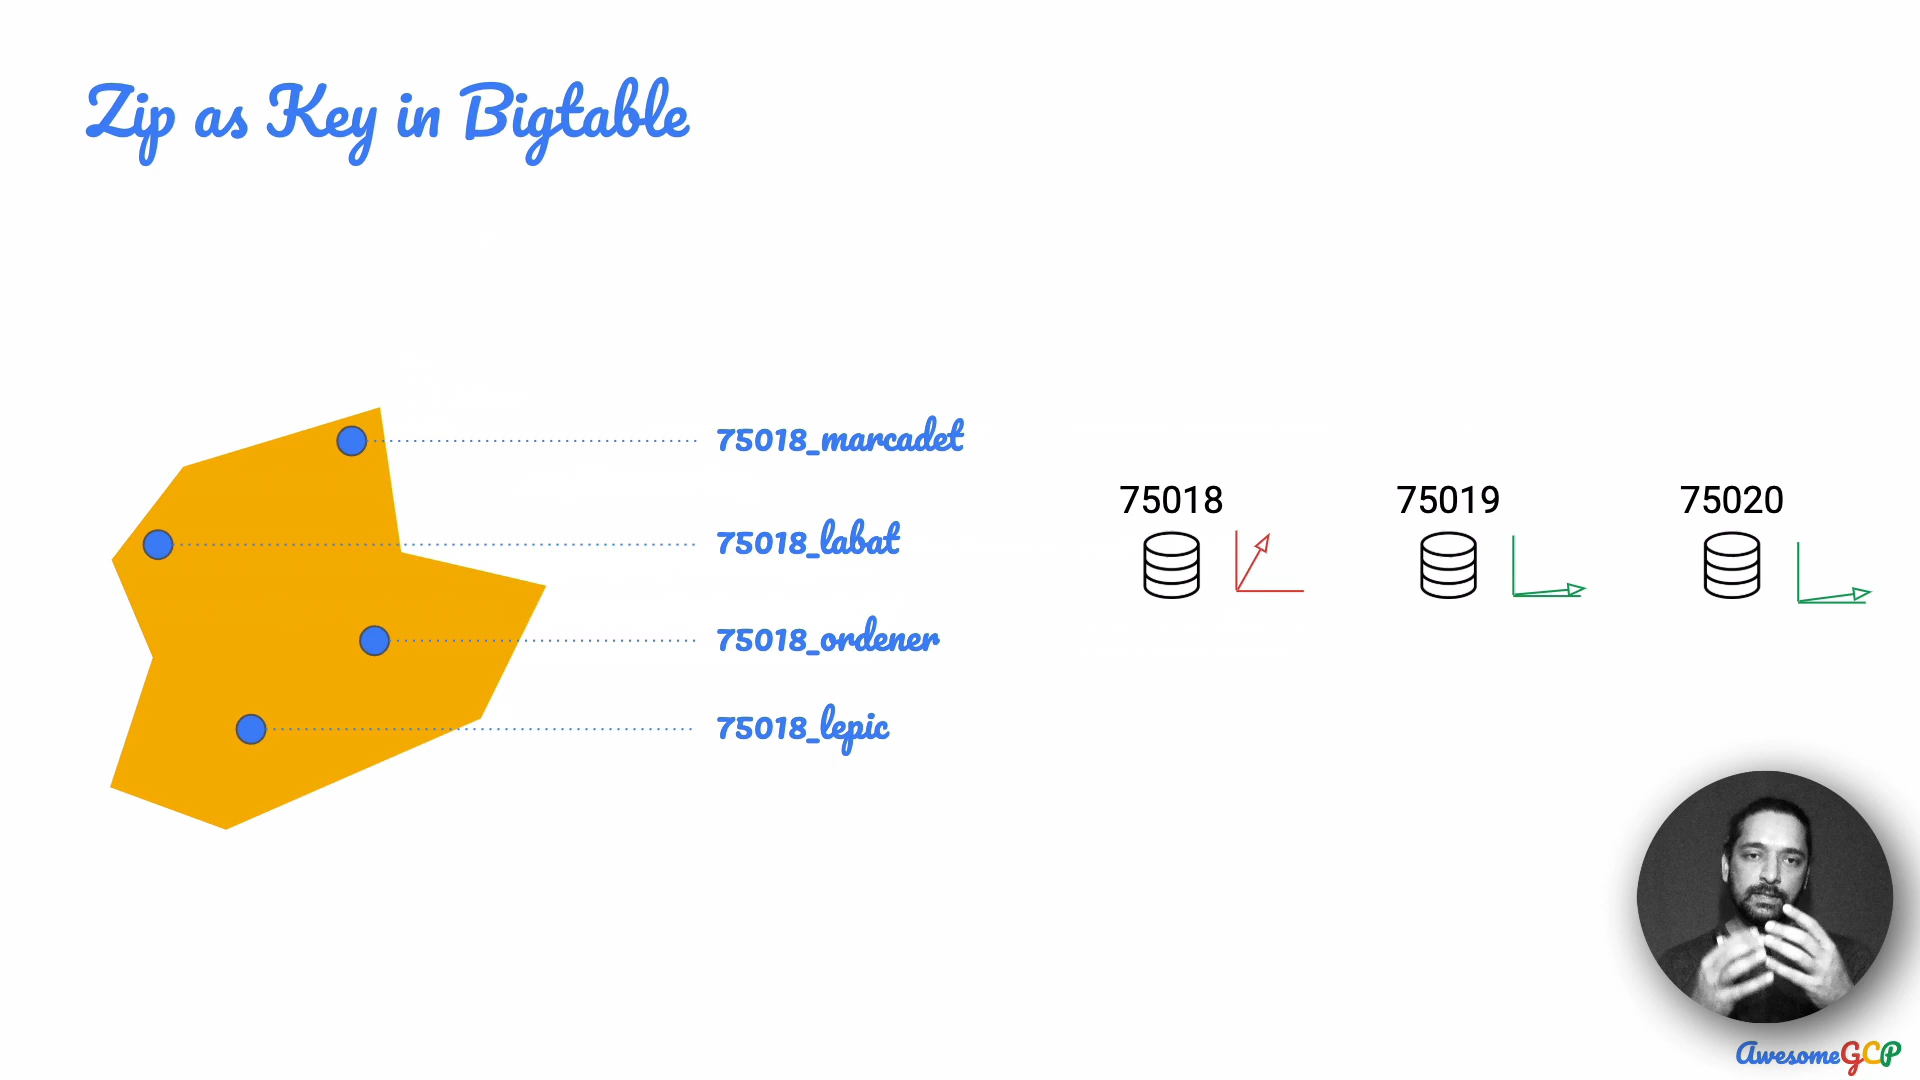 Zip as Key in Bigtable
75018_marcadet
75018_labat
75018_ordener
75018_lepic
75018
75019
75020
AwesomeGCP